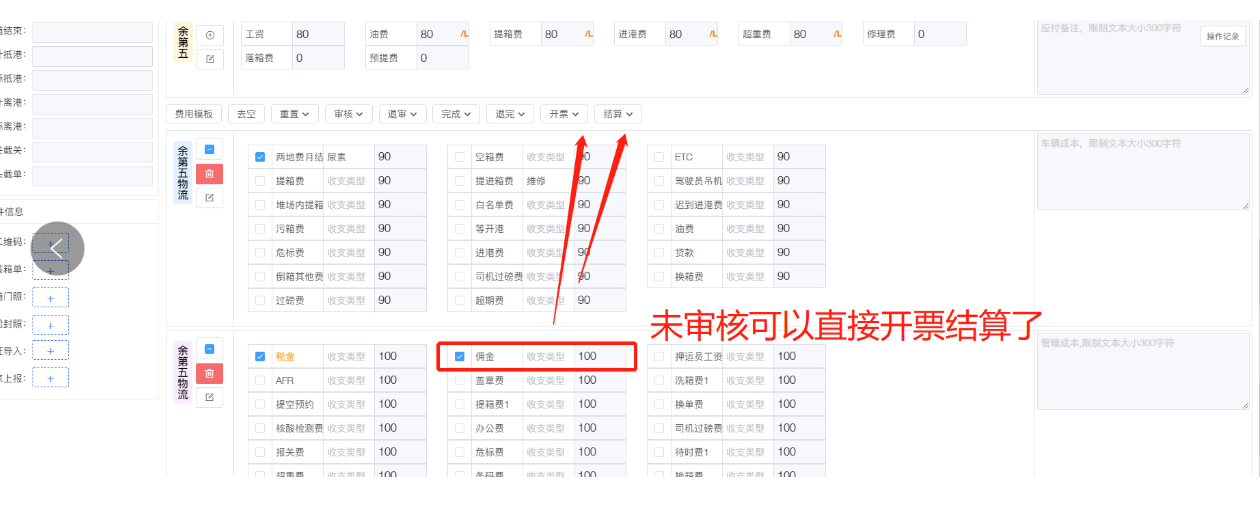 余第五
工资 80 油费 80 /L 提箱费 80 /L 进港费 80 /L 超重费 80 /L 修理费 0
落箱费 0 预提费 0
应付备注，限制文本大小300字符
操作记录
箱结束：
抵港：
抵港：
离港：
离港：
截关：
截单：
费用模板 去空 重置 审核 退审 完成 退完 开票 结算
余第五物流
两地费月结 尿素 90 空箱费 收支类型 90 ETC 收支类型 90
提箱费 收支类型 90 提进箱费 维修 90 驾驶员吊机 收支类型 90
堆场内提箱 收支类型 90 白名单费 收支类型 90 迟到进港费 收支类型 90
污箱费 收支类型 90 等开港 收支类型 90 油费 收支类型 90
危标费 收支类型 90 进港费 收支类型 90 贷款 收支类型 90
倒箱其他费 收支类型 90 司机过磅费 收支类型 90 换箱费 收支类型 90
过磅费 收支类型 90 超期费 收支类型 90
车辆成本，限制文本大小300字符
件信息
二维码： +
装箱单： +
箱门照： +
封照： +
导入： +
上报： +
未审核可以直接开票结算了
余第五物流
税金 收支类型 100 佣金 收支类型 100 押运员工资 收支类型 100
AFR 收支类型 100 盖章费 收支类型 100 洗箱费1 收支类型 100
提空预约 收支类型 100 提箱费1 收支类型 100 换单费 收支类型 100
核酸检测费 收支类型 100 办公费 收支类型 100 司机过磅费 收支类型 100
报关费 收支类型 100 危标费 收支类型 100 待时费1 收支类型 100
超重费 收支类型 100 条码费 收支类型 100 换箱费 收支类型 100
管理成本,限制文本大小300字符